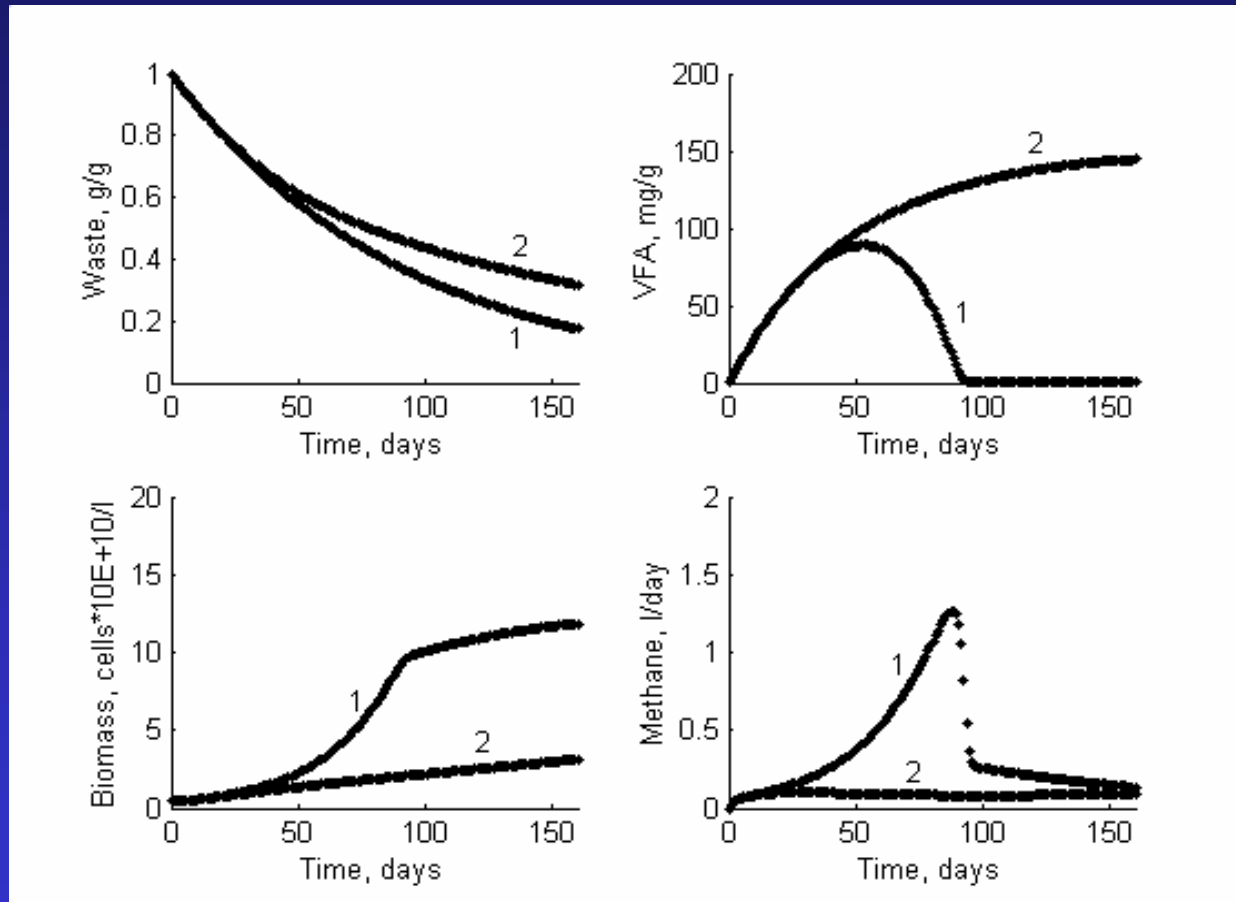 Waste, g/g
1
0.8
0.6
0.4
0.2
0
2
1
0 50 100 150
Time, days
VFA, mg/g
200
150
100
50
0
2
1
0 50 100 150
Time, days
Biomass, cells*10E+10/l
20
15
10
5
0
1
2
0 50 100 150
Time, days
Methane, l/day
2
1.5
1
0.5
0
1
2
0 50 100 150
Time, days